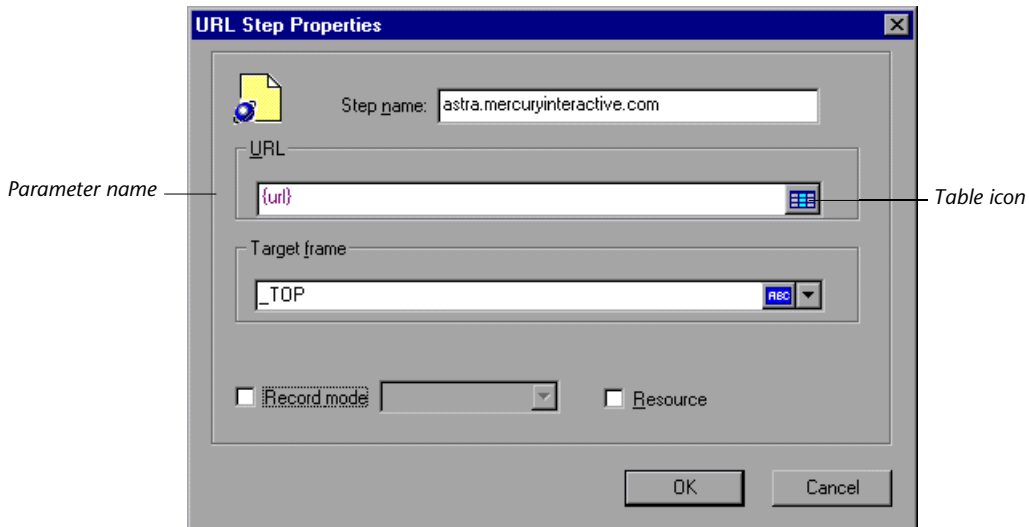 URL Step Properties
Step name: astra.mercuryinteractive.com
URL
Parameter name
{url}
Table icon
Target frame
_TOP
ABC
Record mode
Resource
OK
Cancel